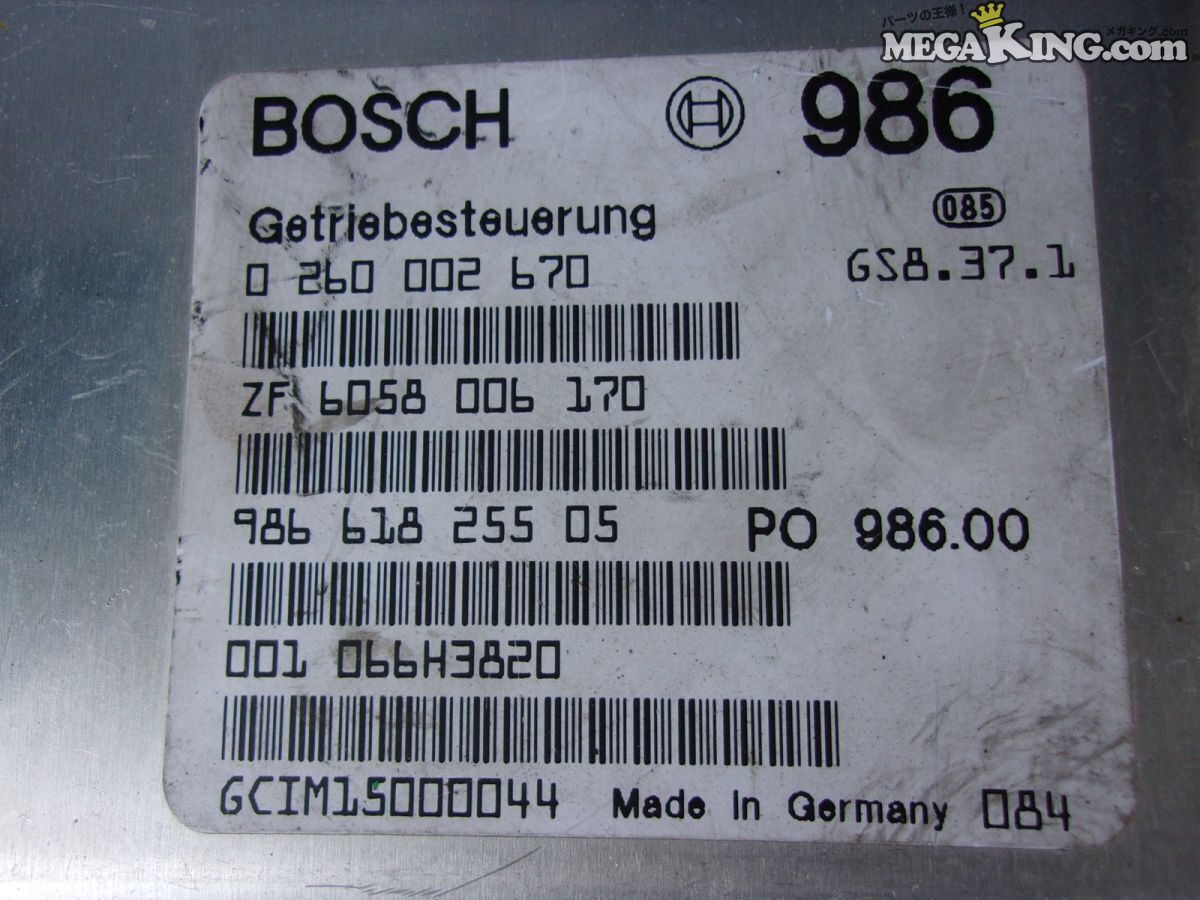 パーツの王様！
メガキング.com
MEGAKING.com
BOSCH 986
Getriebesteuerung 085
0 260 002 670 GS8.37.1
ZF 6058 006 170
986 618 255 05 PO 986.00
001 066H3820
GCIM15000044 Made in Germany 084